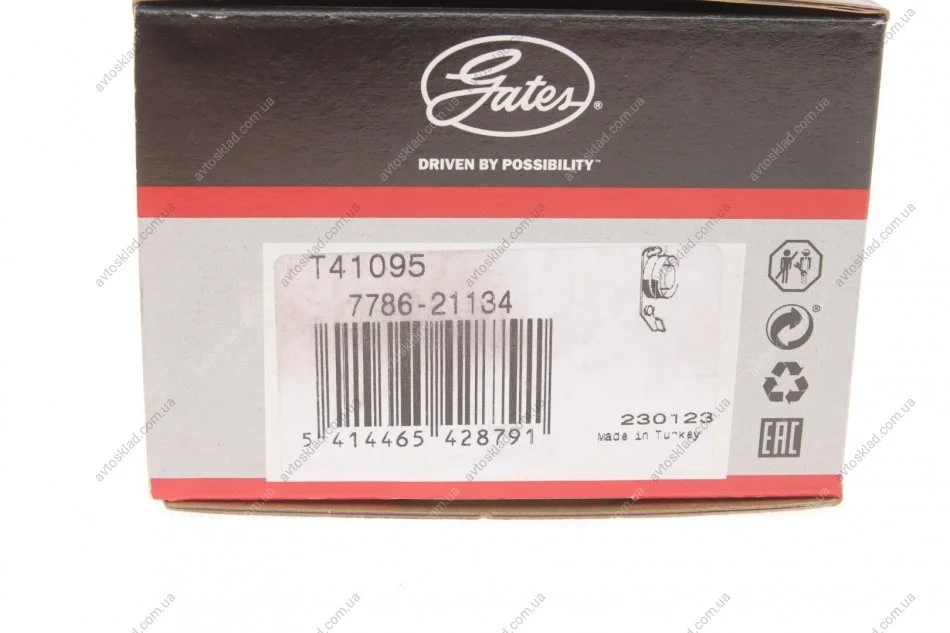 Gates®
DRIVEN BY POSSIBILITY™
T41095
7786-21134
5 414465 428791
230123
Made in Turkey
EAC
avtosklad.com.ua